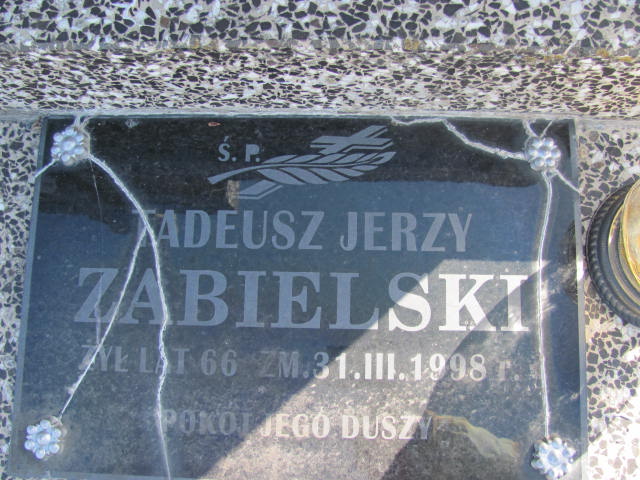 Ś. P.
TADEUSZ JERZY
ZABIELSKI
ŻYŁ LAT 66 ZM. 31.III.1998 r.
POKÓJ JEGO DUSZY